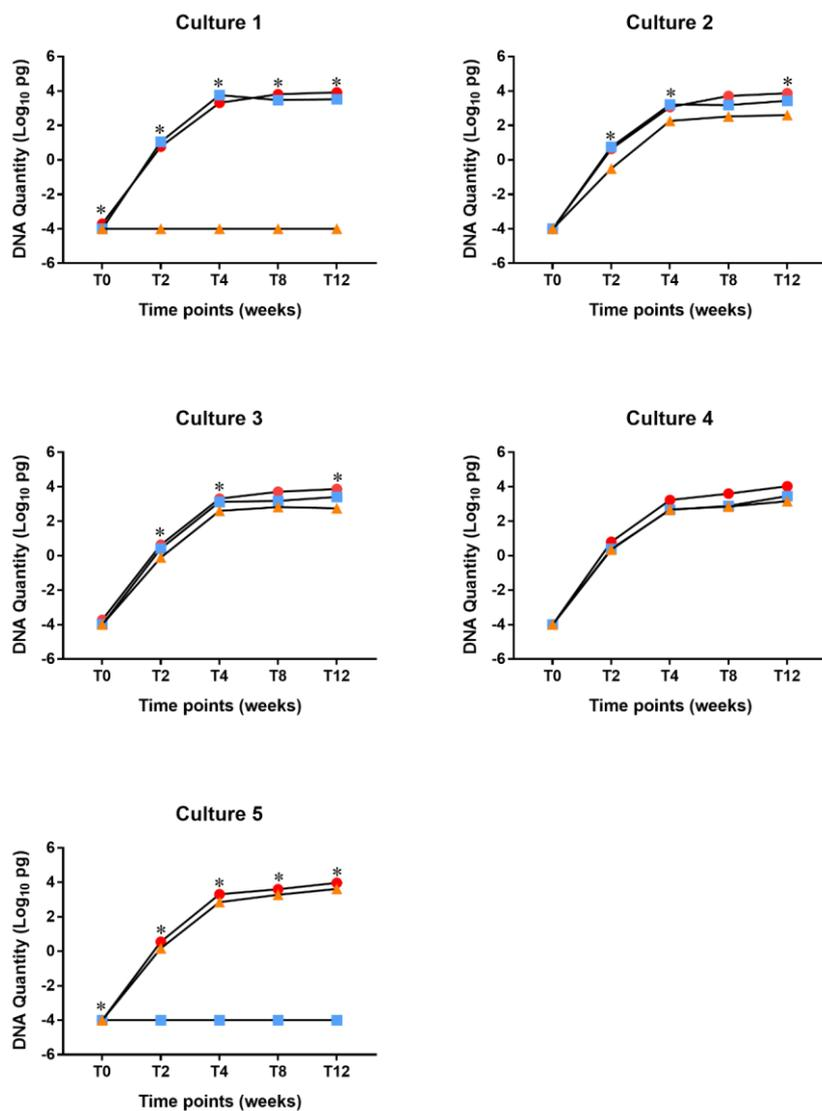 Culture 1
DNA Quantity (Log₁₀ pg)
6
4
2
0
-2
-4
-6
* * * * *
T0 T2 T4 T8 T12
Time points (weeks)
Culture 2
DNA Quantity (Log₁₀ pg)
6
4
2
0
-2
-4
-6
* * *
T0 T2 T4 T8 T12
Time points (weeks)
Culture 3
DNA Quantity (Log₁₀ pg)
6
4
2
0
-2
-4
-6
* * *
T0 T2 T4 T8 T12
Time points (weeks)
Culture 4
DNA Quantity (Log₁₀ pg)
6
4
2
0
-2
-4
-6
T0 T2 T4 T8 T12
Time points (weeks)
Culture 5
DNA Quantity (Log₁₀ pg)
6
4
2
0
-2
-4
-6
* * * * *
T0 T2 T4 T8 T12
Time points (weeks)